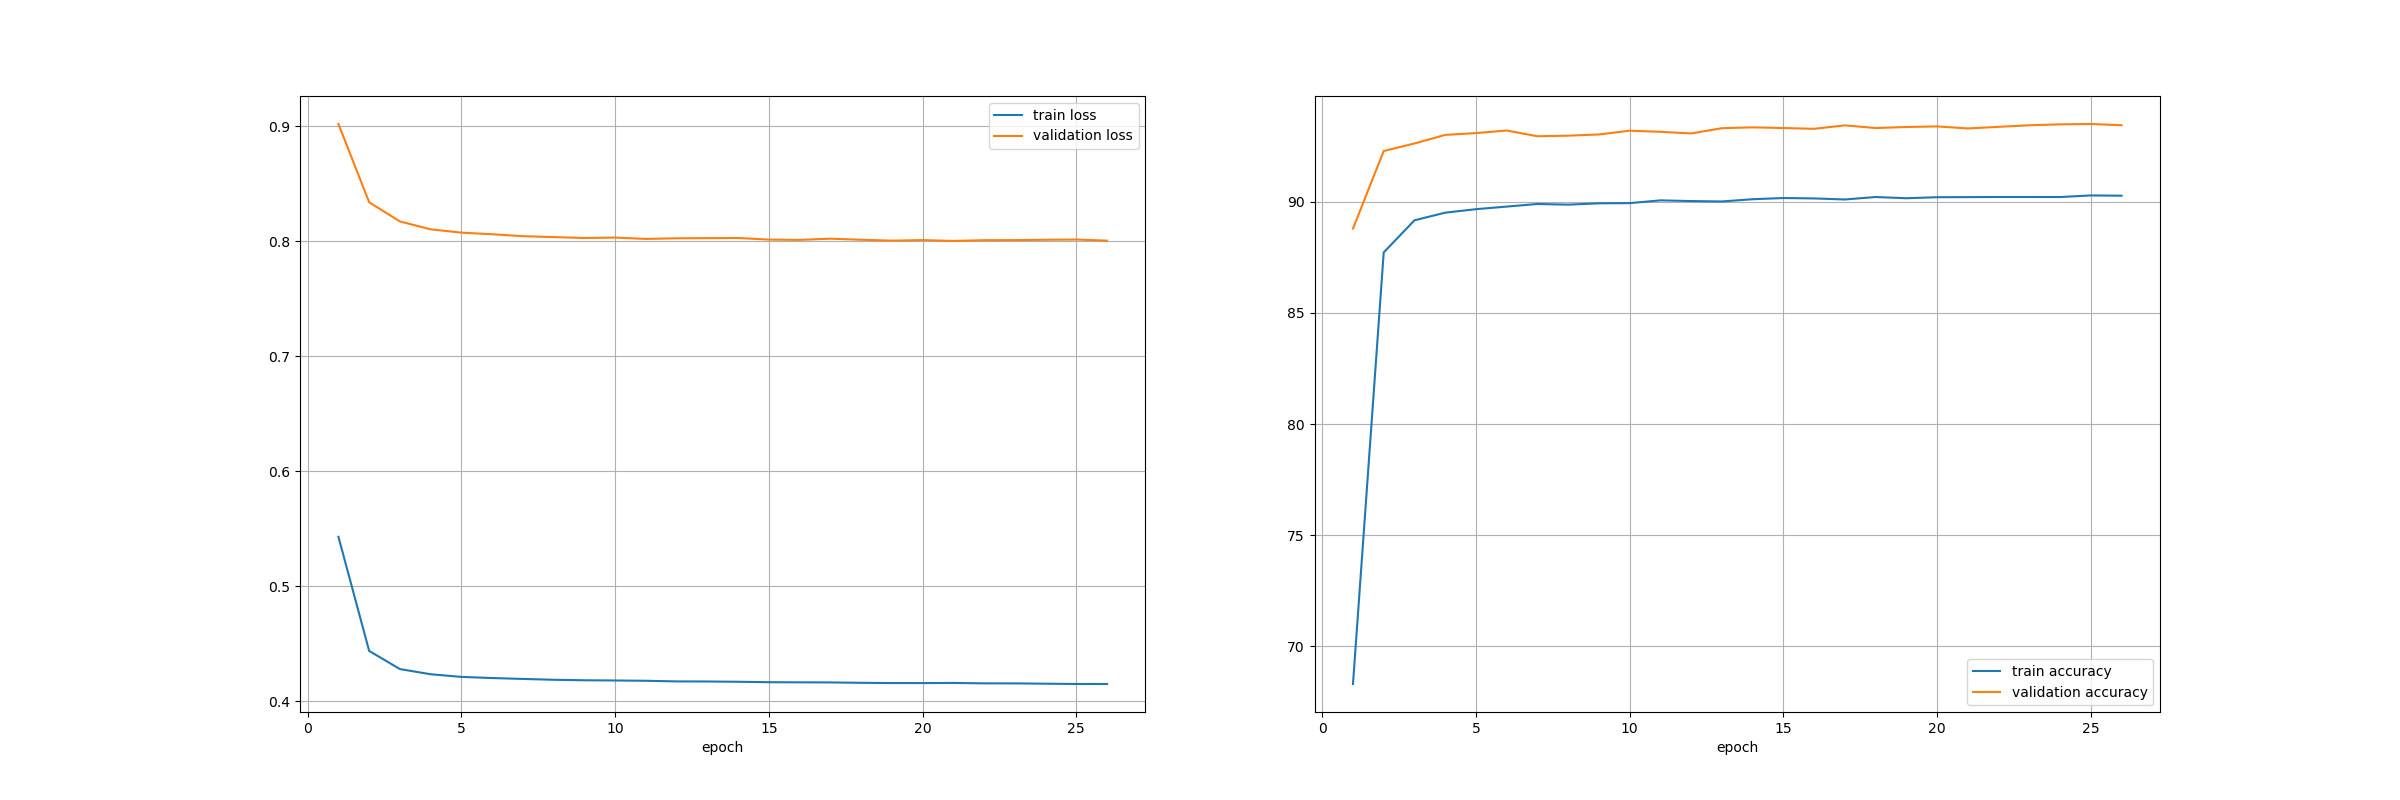 train loss
validation loss
0.9
0.8
0.7
0.6
0.5
0.4
0 5 10 15 20 25
epoch
90
85
80
75
70
train accuracy
validation accuracy
0 5 10 15 20 25
epoch